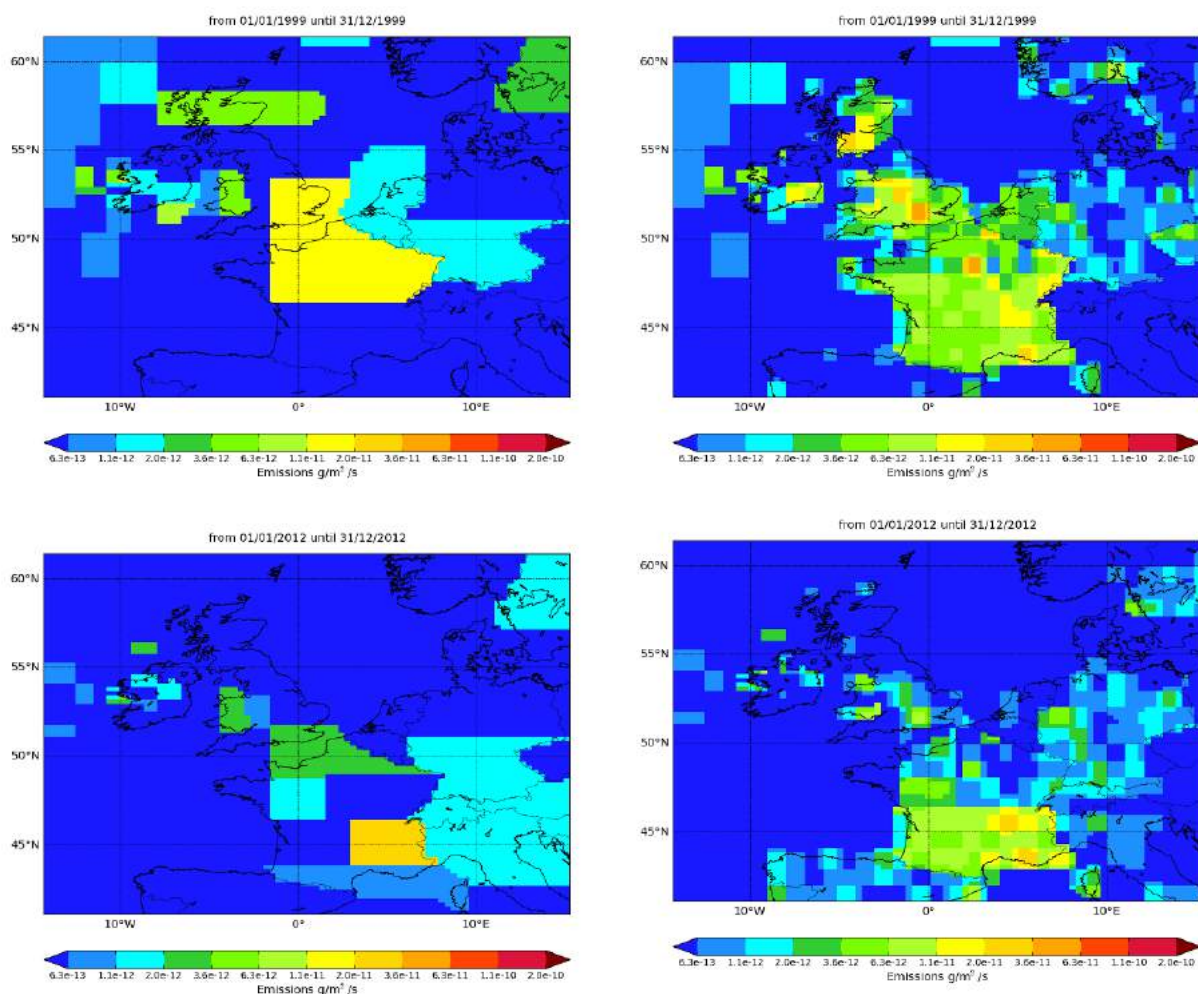 from 01/01/1999 until 31/12/1999
60°N
55°N
50°N
45°N
10°W 0° 10°E
6.3e-13 1.1e-12 2.0e-12 3.6e-12 6.3e-12 1.1e-11 2.0e-11 3.6e-11 6.3e-11 1.1e-10 2.0e-10
Emissions g/m²/s
from 01/01/1999 until 31/12/1999
60°N
55°N
50°N
45°N
10°W 0° 10°E
6.3e-13 1.1e-12 2.0e-12 3.6e-12 6.3e-12 1.1e-11 2.0e-11 3.6e-11 6.3e-11 1.1e-10 2.0e-10
Emissions g/m²/s
from 01/01/2012 until 31/12/2012
60°N
55°N
50°N
45°N
10°W 0° 10°E
6.3e-13 1.1e-12 2.0e-12 3.6e-12 6.3e-12 1.1e-11 2.0e-11 3.6e-11 6.3e-11 1.1e-10 2.0e-10
Emissions g/m²/s
from 01/01/2012 until 31/12/2012
60°N
55°N
50°N
45°N
10°W 0° 10°E
6.3e-13 1.1e-12 2.0e-12 3.6e-12 6.3e-12 1.1e-11 2.0e-11 3.6e-11 6.3e-11 1.1e-10 2.0e-10
Emissions g/m²/s